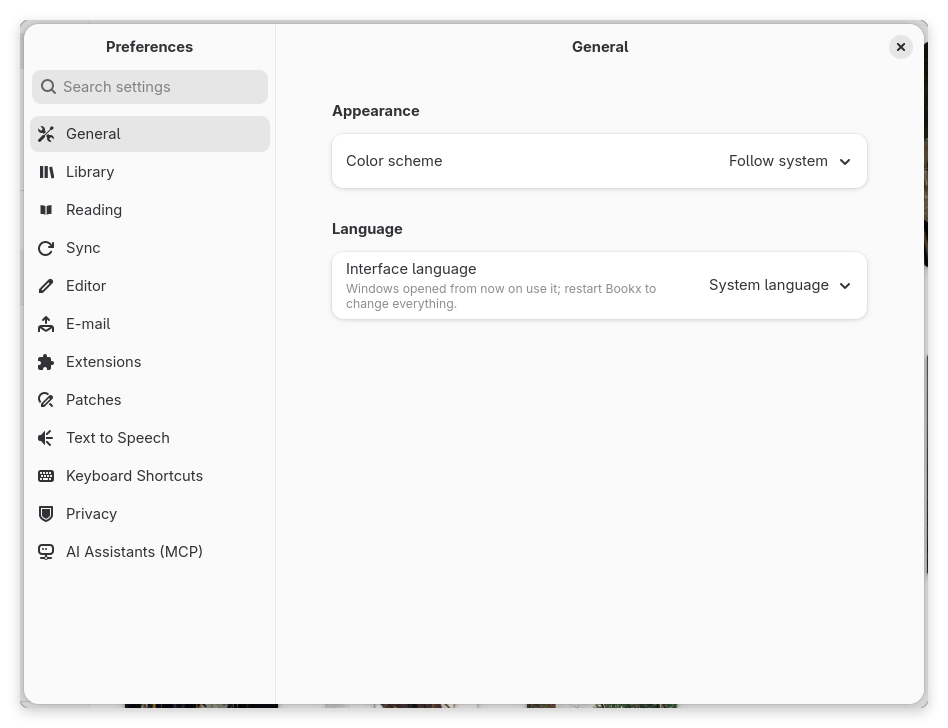 Preferences
Search settings
General
Library
Reading
Sync
Editor
E-mail
Extensions
Patches
Text to Speech
Keyboard Shortcuts
Privacy
AI Assistants (MCP)
General
Appearance
Color scheme
Follow system
Language
Interface language
Windows opened from now on use it; restart Bookx to
change everything.
System language